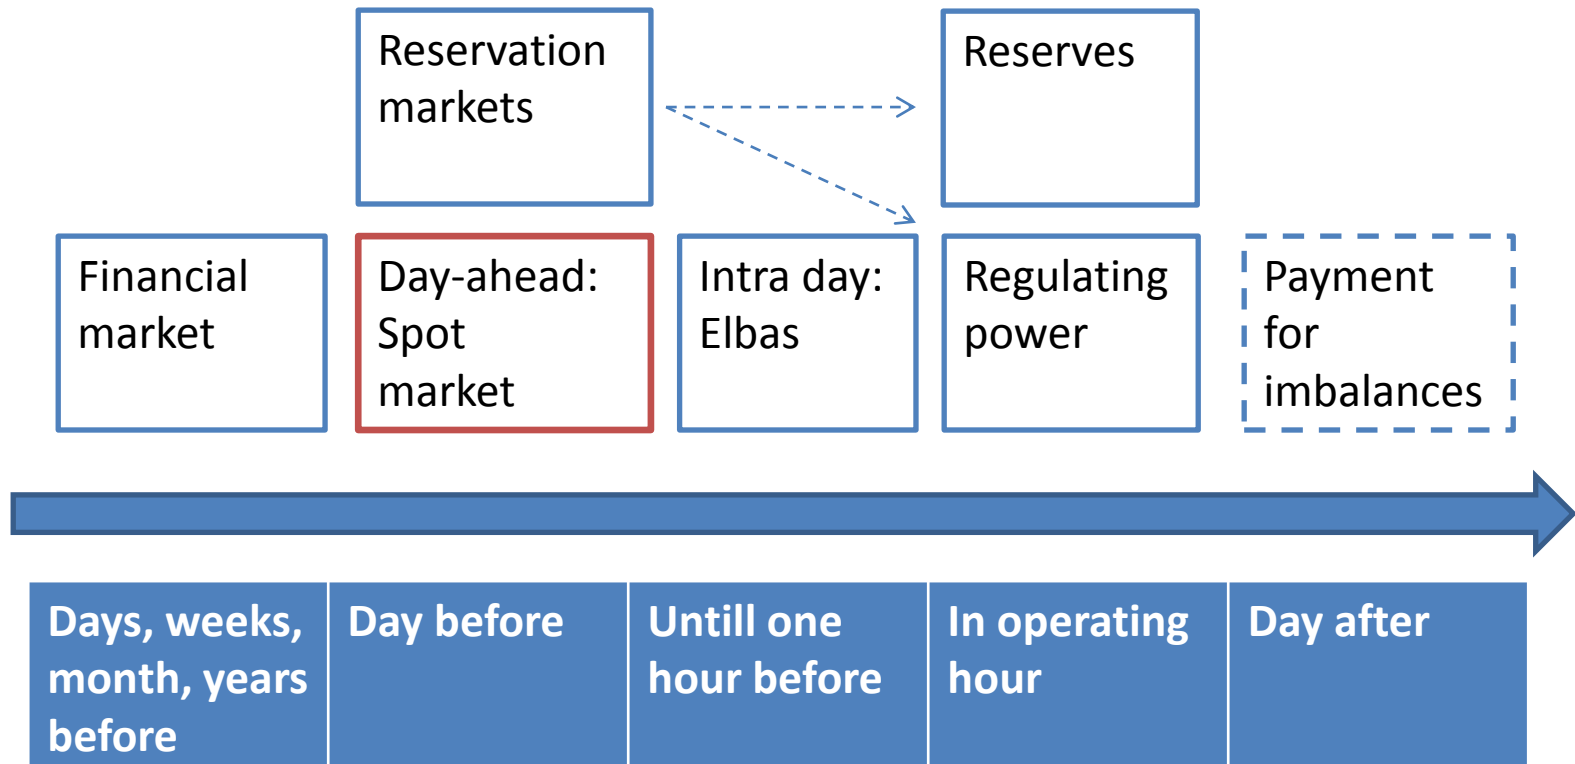 Reservation
markets
Reserves
Financial
market
Day-ahead:
Spot
market
Intra day:
Elbas
Regulating
power
Payment
for
imbalances
Days, weeks,
month, years
before
Day before
Untill one
hour before
In operating
hour
Day after